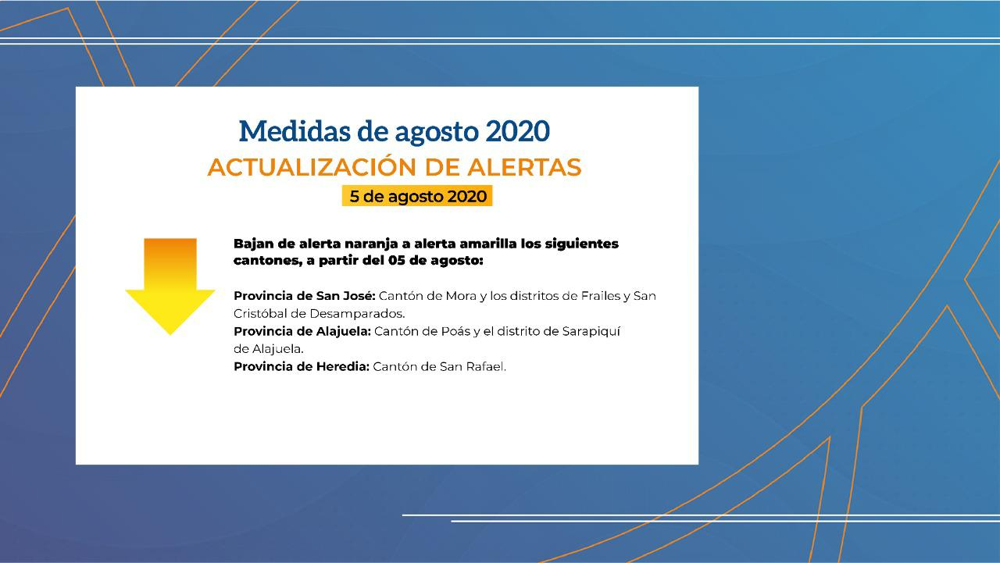 Medidas de agosto 2020
ACTUALIZACIÓN DE ALERTAS
5 de agosto 2020
Bajan de alerta naranja a alerta amarilla los siguientes
cantones, a partir del 05 de agosto:
Provincia de San José: Cantón de Mora y los distritos de Frailes y San
Cristóbal de Desamparados.
Provincia de Alajuela: Cantón de Poás y el distrito de Sarapiquí
de Alajuela.
Provincia de Heredia: Cantón de San Rafael.